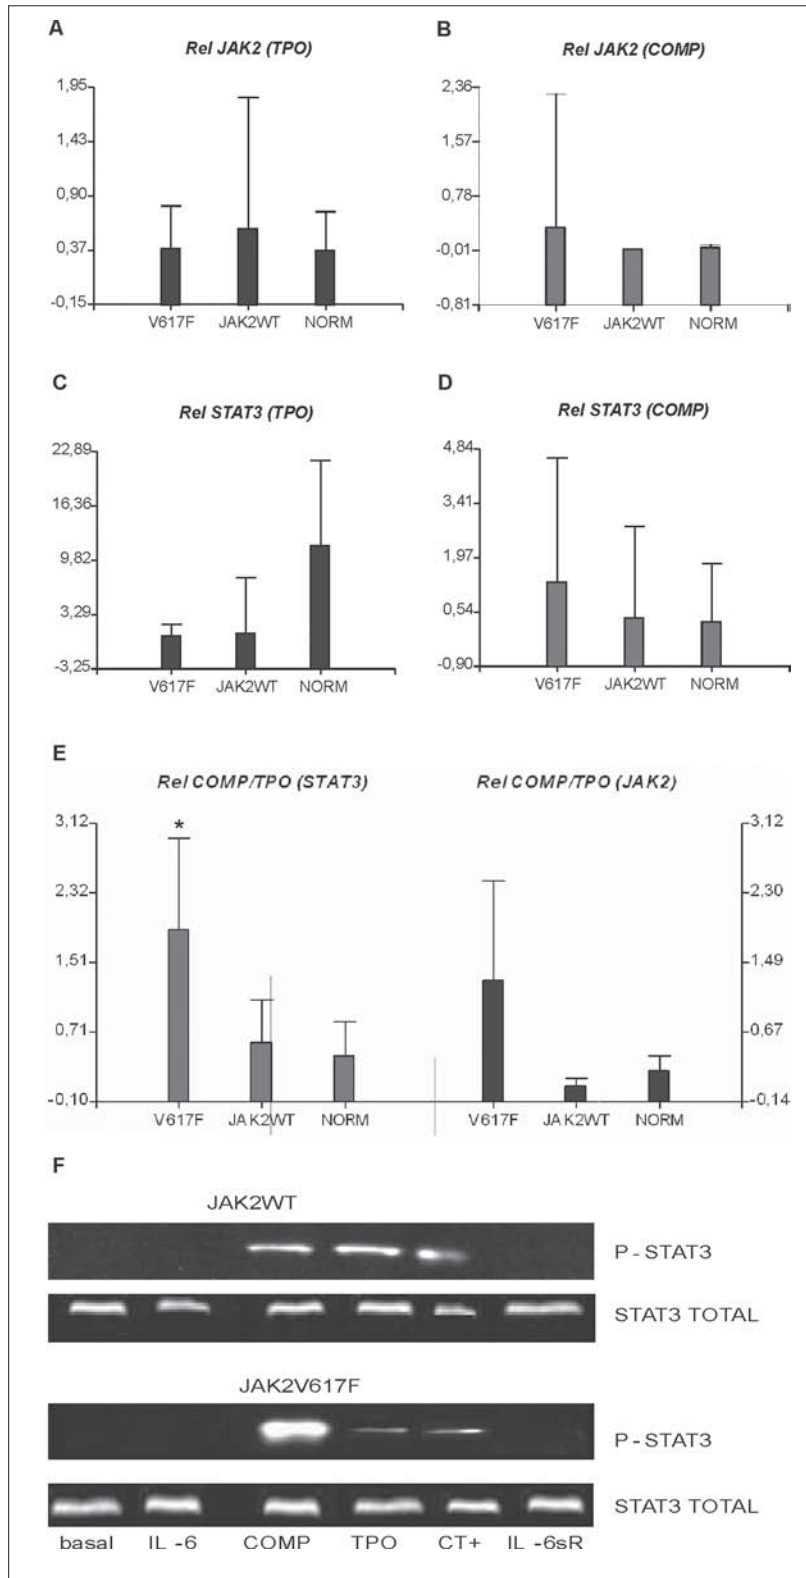 A
B
Rel JAK2 (TPO)
Rel JAK2 (COMP)
1,95
1,43
0,90
0,37
-0,15
V617F JAK2WT NORM
2,36
1,57
0,78
-0,01
-0,81
V617F JAK2WT NORM
C
D
Rel STAT3 (TPO)
Rel STAT3 (COMP)
22,89
16,36
9,82
3,29
-3,25
V617F JAK2WT NORM
4,84
3,41
1,97
0,54
-0,90
V617F JAK2WT NORM
E
Rel COMP/TPO (STAT3)
Rel COMP/TPO (JAK2)
3,12
2,32
1,51
0,71
-0,10
*
V617F JAK2WT NORM
V617F JAK2WT NORM
3,12
2,30
1,49
0,67
-0,14
F
JAK2WT
P - STAT3
STAT3 TOTAL
JAK2V617F
P - STAT3
STAT3 TOTAL
basal IL -6 COMP TPO CT+ IL -6sR